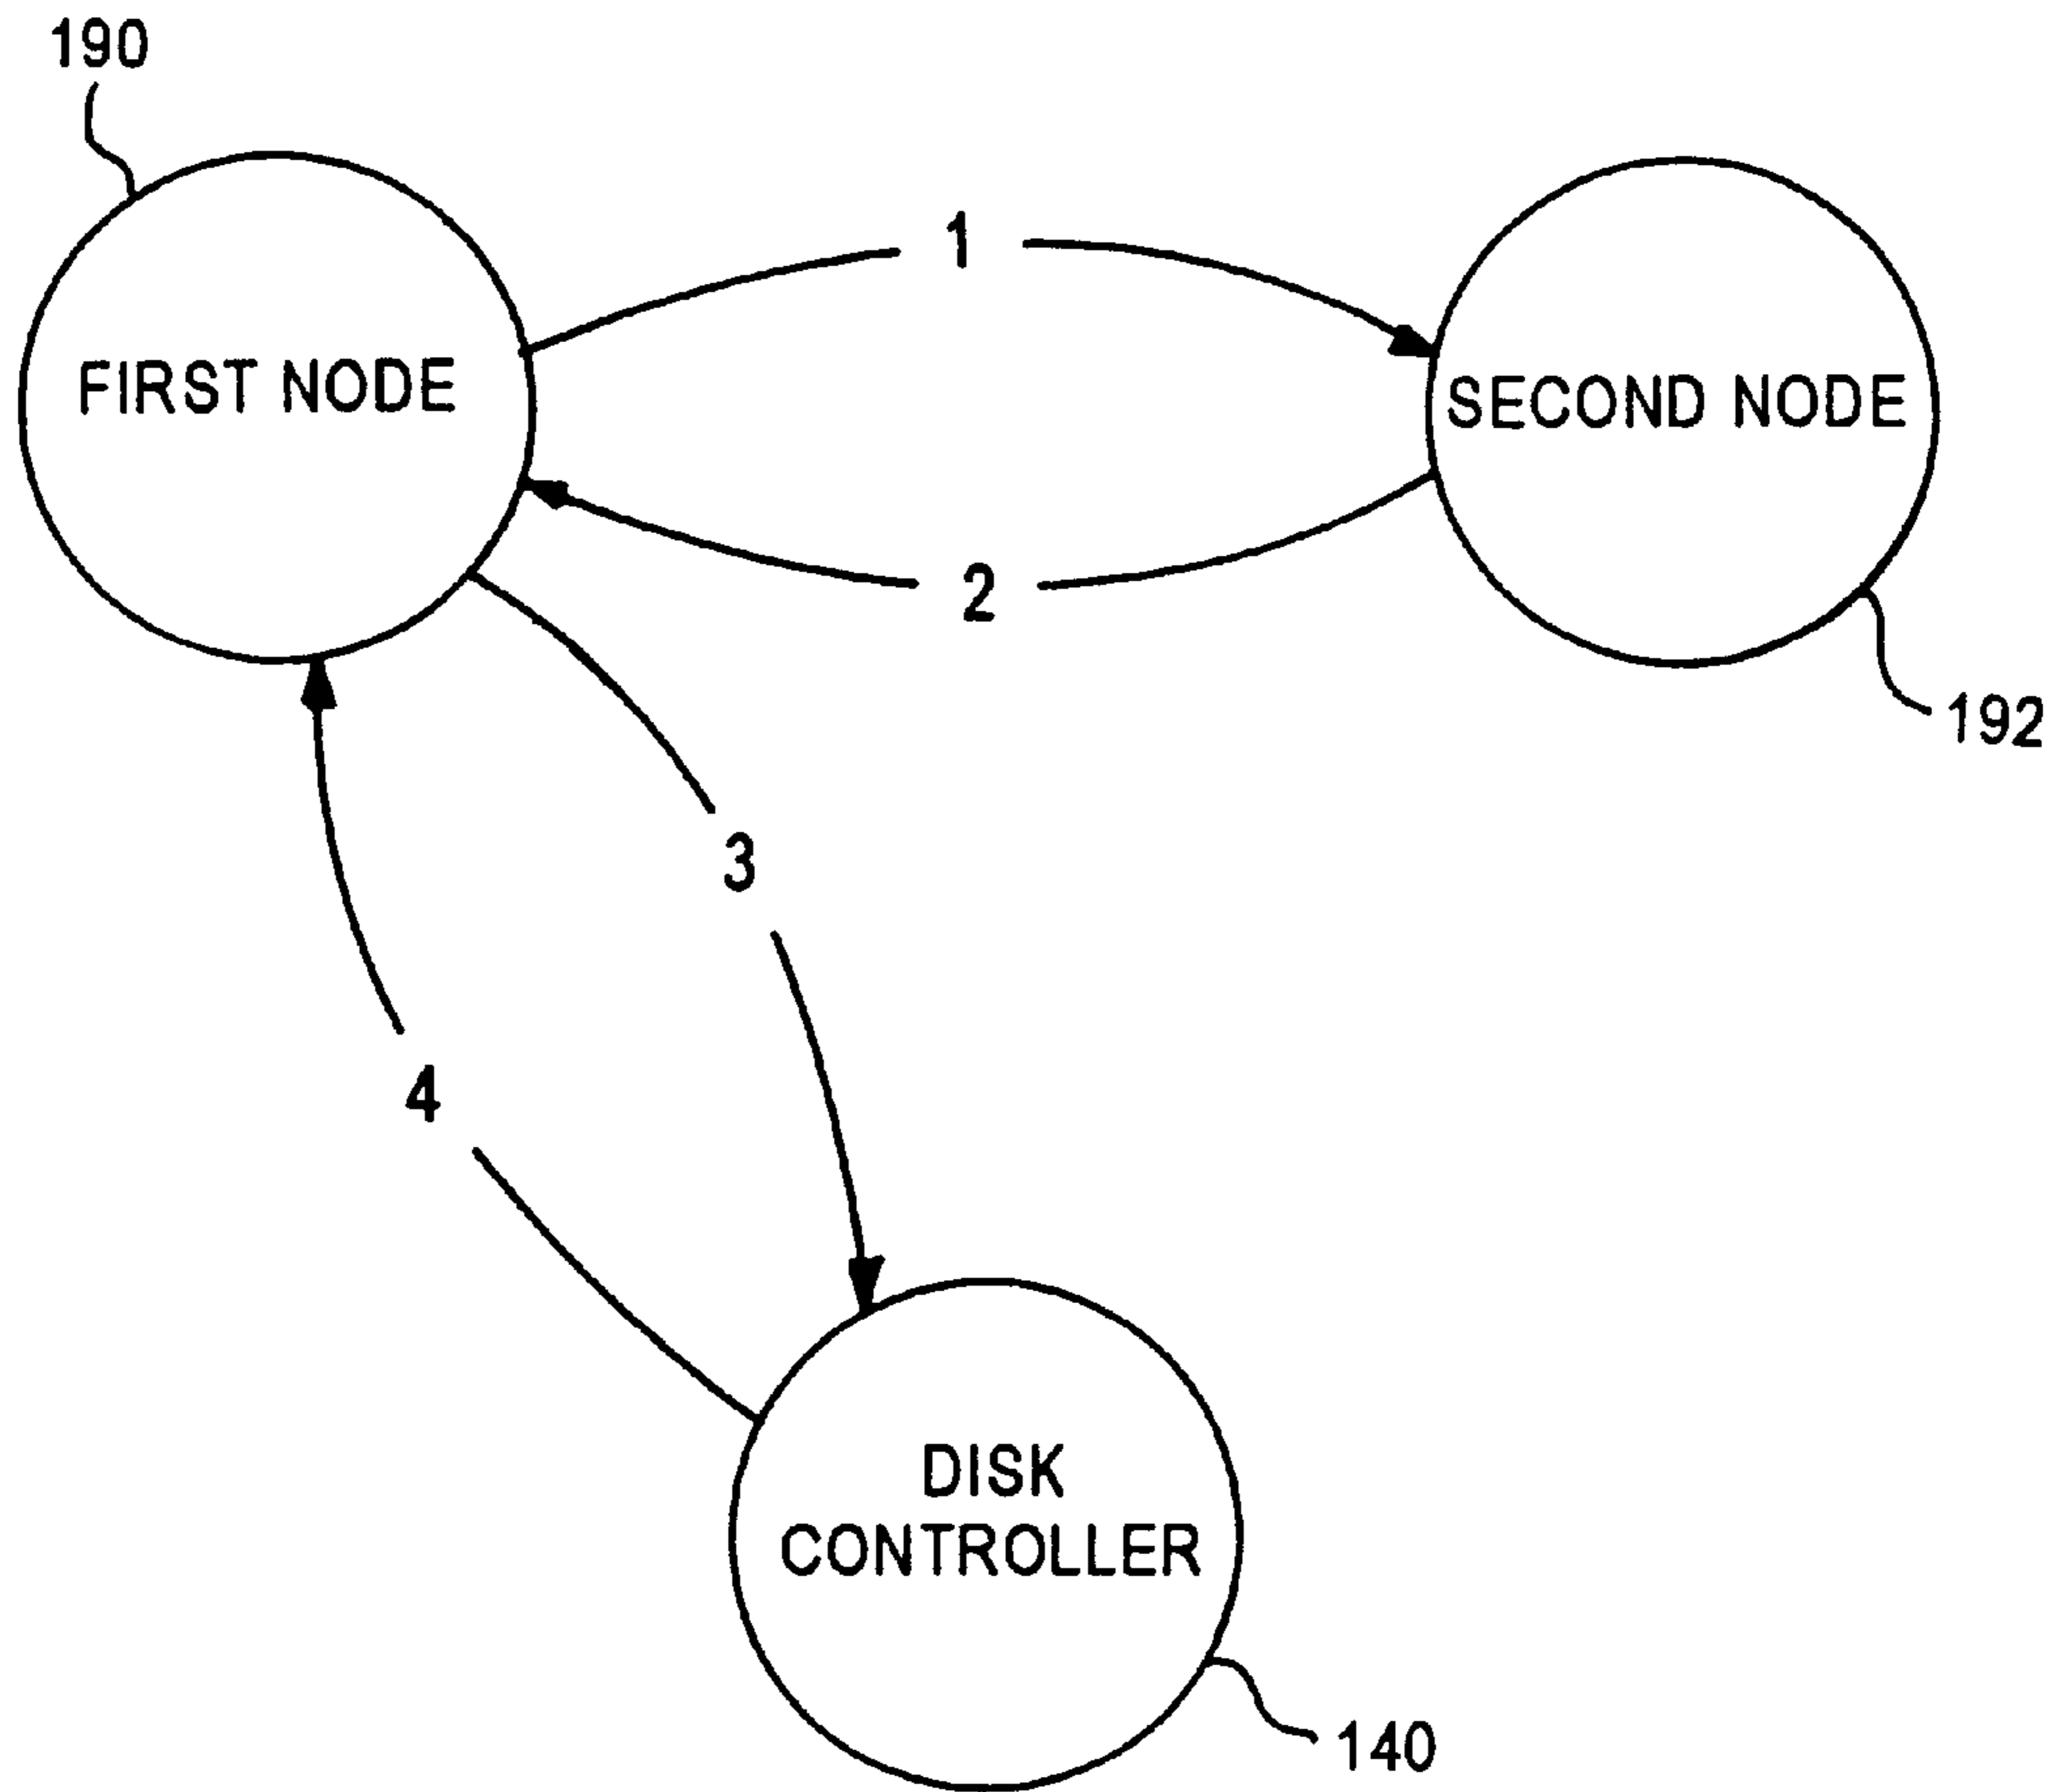 190
1
FIRST NODE
SECOND NODE
2
192
3
4
DISK
CONTROLLER
140